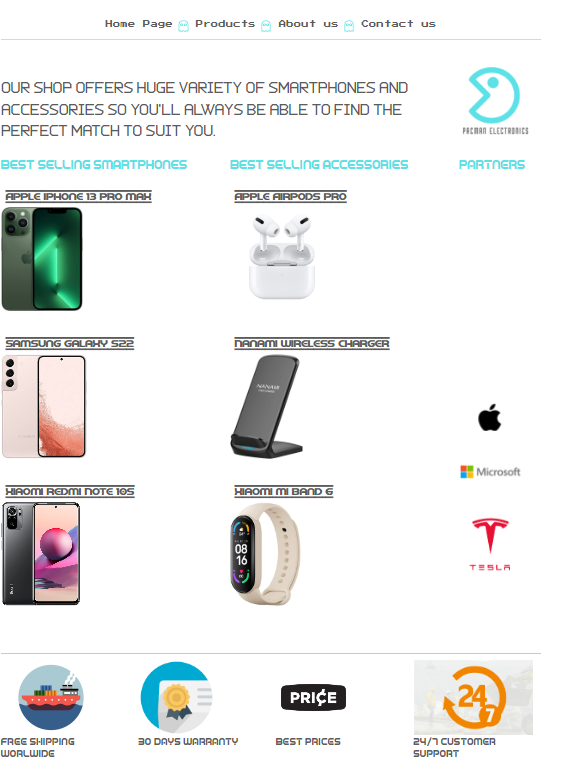 Home Page Products About us Contact us
OUR SHOP OFFERS HUGE VARIETY OF SMARTPHONES AND
ACCESSORIES SO YOU'LL ALWAYS BE ABLE TO FIND THE
PERFECT MATCH TO SUIT YOU.
PACMAN ELECTRONICS
BEST SELLING SMARTPHONES
BEST SELLING ACCESSORIES
PARTNERS
APPLE IPHONE 13 PRO MAX
APPLE AIRPODS PRO
SAMSUNG GALAXY S22
NANAMI WIRELESS CHARGER
NANAMI
Microsoft
XIAOMI REDMI NOTE 10S
XIAOMI MI BAND 6
08
16
TESLA
PRICE
24
7
FREE SHIPPING
WORLWIDE
30 DAYS WARRANTY
BEST PRICES
24/7 CUSTOMER
SUPPORT